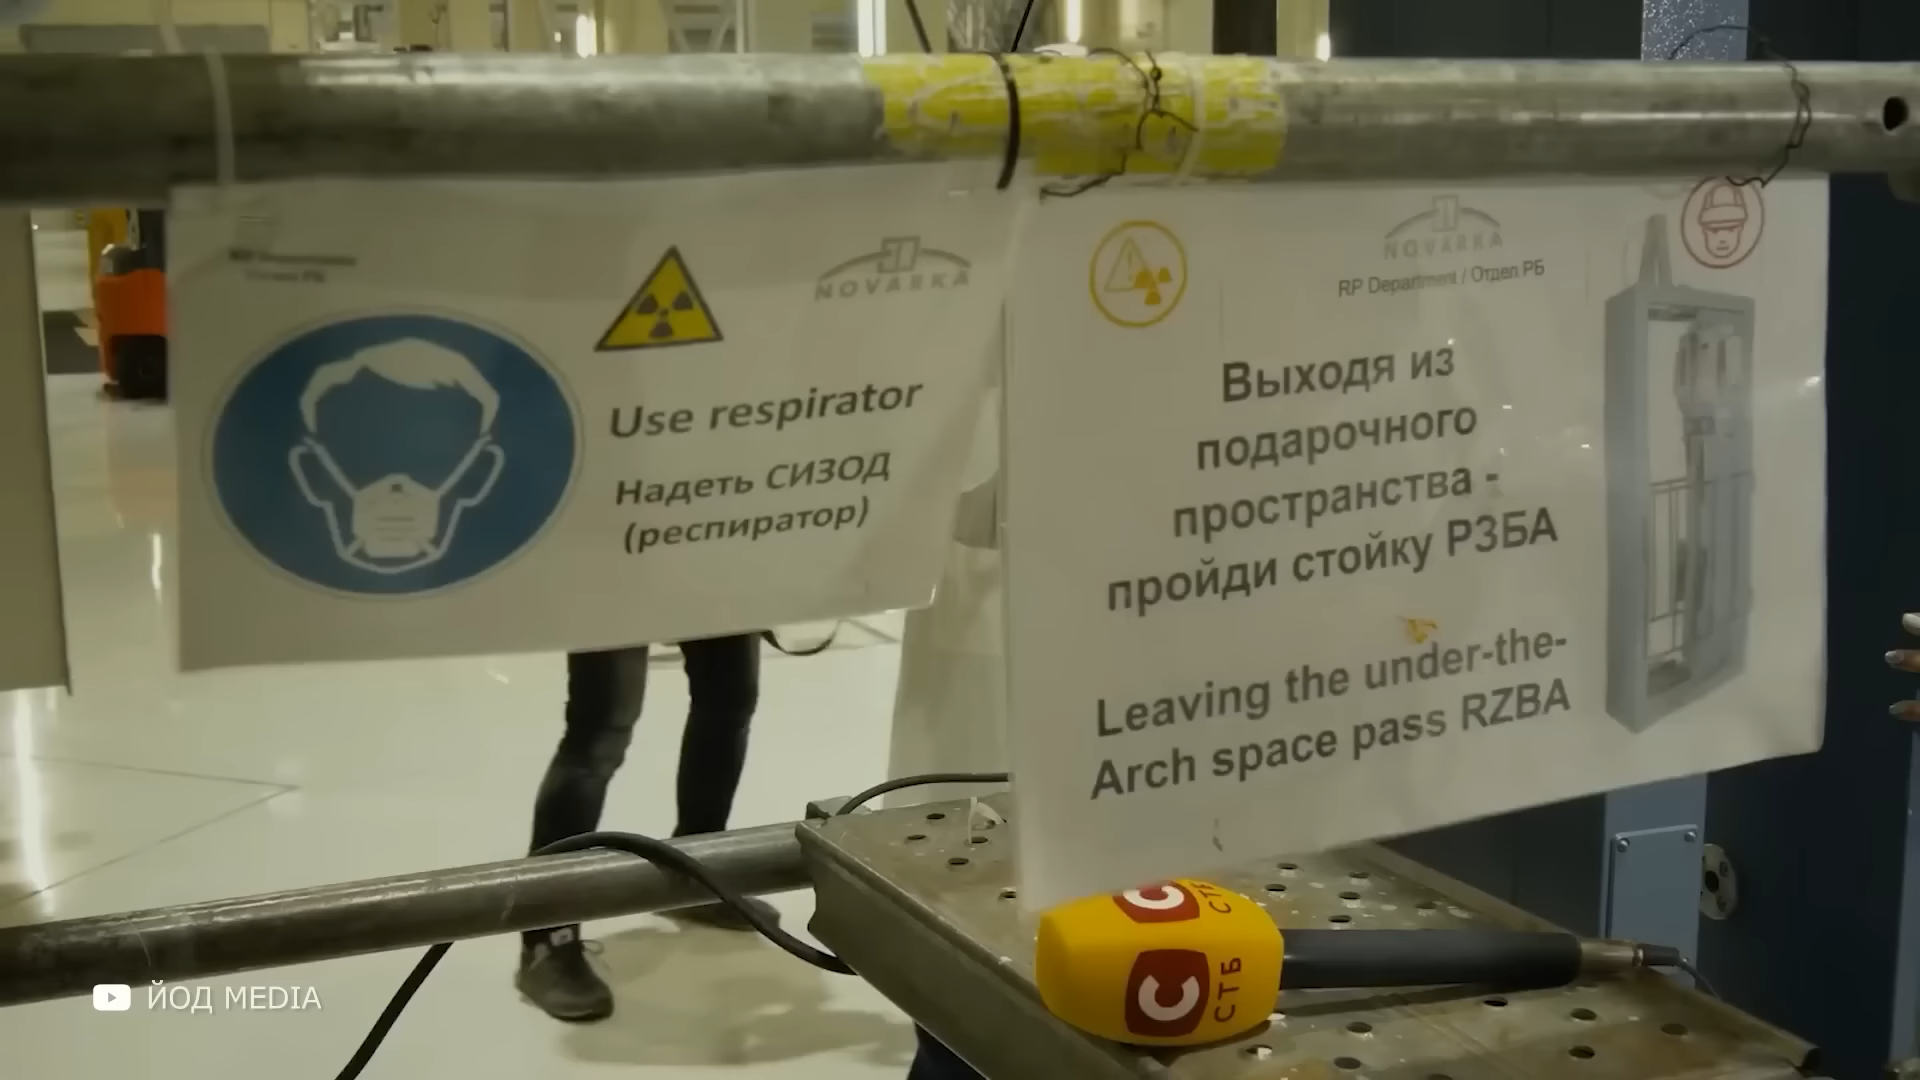 NOVARKA
Use respirator
Надеть СИЗОД
(респиратор)
NOVARKA
RP Department / Отдел РБ
Выходя из
подарочного
пространства -
пройди стойку РЗБА
Leaving the under-the-
Arch space pass RZBA
С СТБ
С СТБ
ЙОД MEDIA